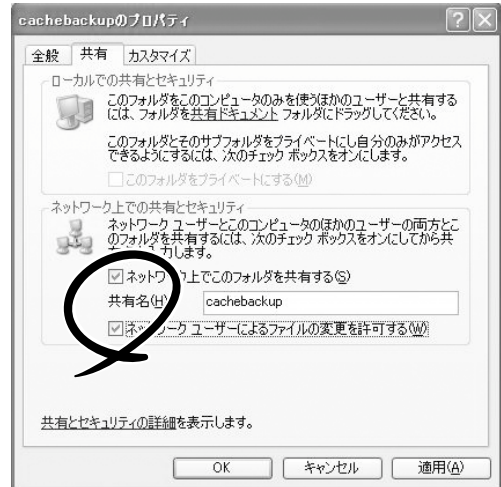 cachebackupのプロパティ
全般 共有 カスタマイズ
ローカルでの共有とセキュリティ
このフォルダをこのコンピュータのみを使うほかのユーザーと共有する
には、フォルダを共有ドキュメント フォルダにドラッグしてください。
このフォルダとそのサブフォルダをプライベートにし自分のみがアクセス
できるようにするには、次のチェック ボックスをオンにします。
このフォルダをプライベートにする(M)
ネットワーク上での共有とセキュリティ
ネットワーク ユーザーとこのコンピュータのほかのユーザーの両方とこ
のフォルダを共有するには、次のチェック ボックスをオンにしてから共
力します。
ネットワーク上でこのフォルダを共有する(S)
共有名(H) cachebackup
ネットワーク ユーザーによるファイルの変更を許可する(W)
共有とセキュリティの詳細を表示します。
OK キャンセル 適用(A)